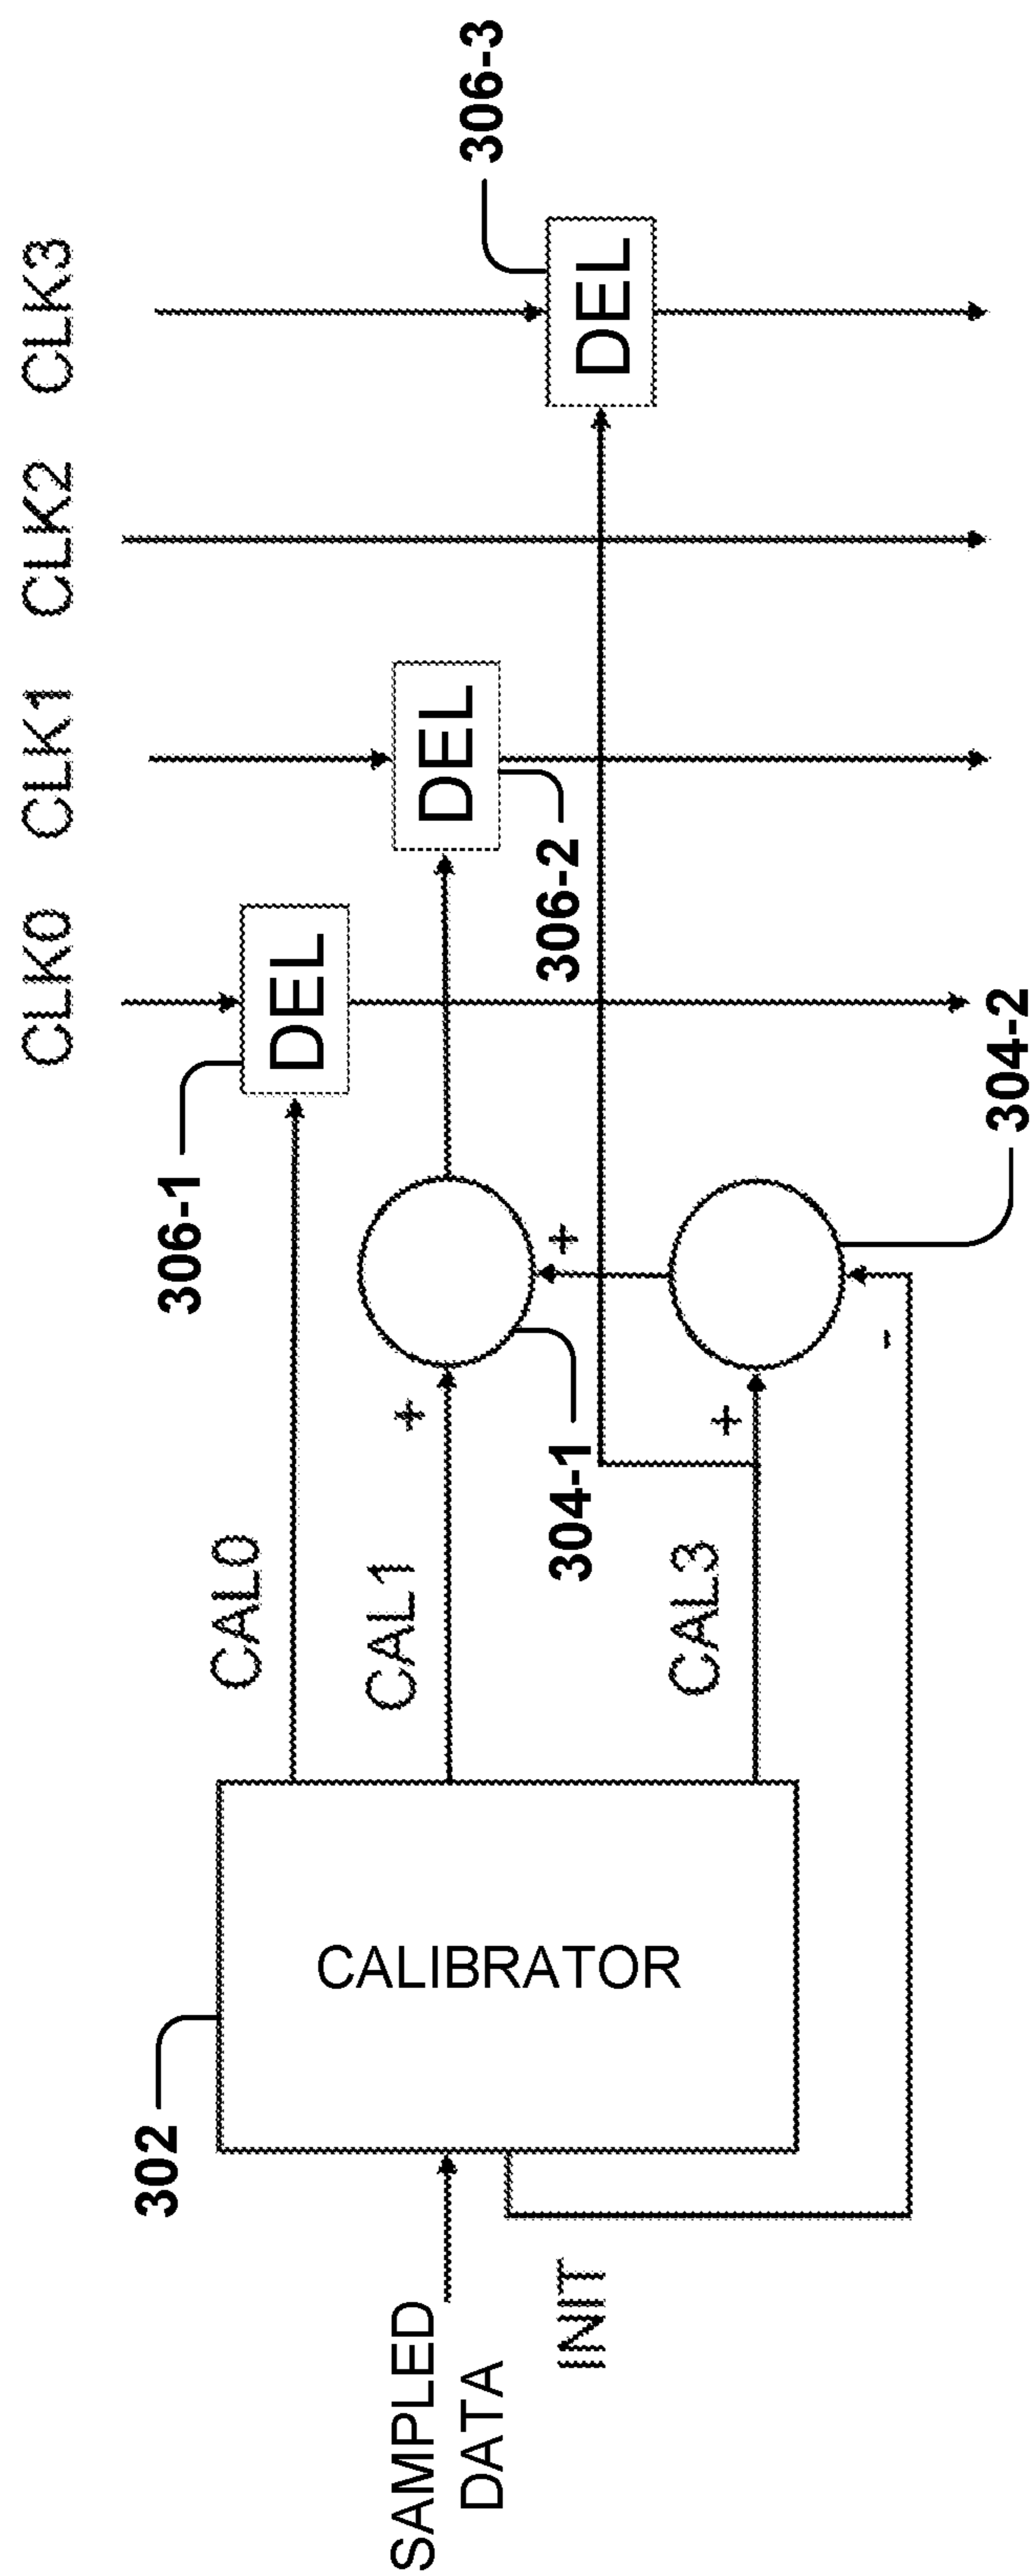 CLK0
CLK1
CLK2
CLK3
306-1
DEL
306-2
DEL
306-3
DEL
302
CALIBRATOR
CAL0
CAL1
CAL3
+
+
+
-
304-1
304-2
SAMPLED
DATA
INIT